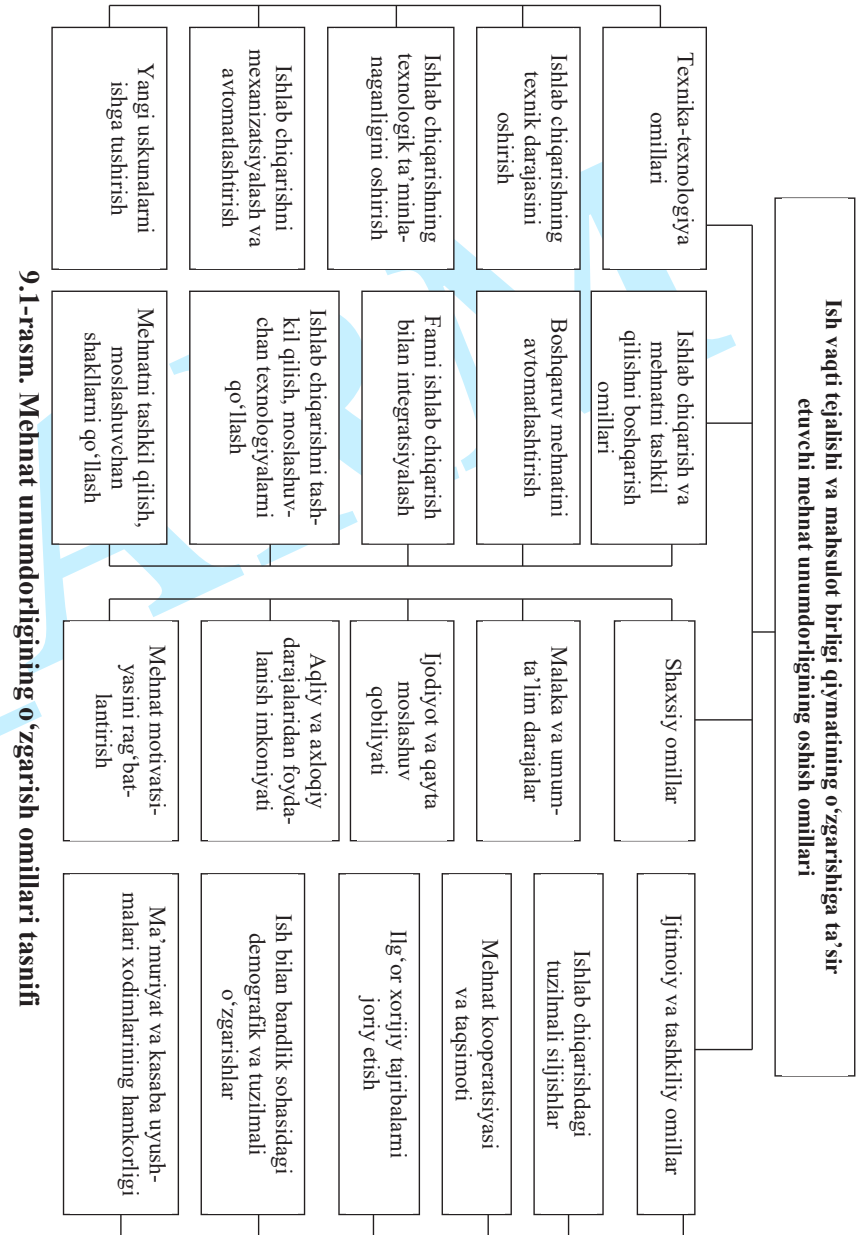 Ish vaqti tejalishi va mahsulot birligi qiymatining o‘zgarishiga ta’sir
etuvchi mehnat unumdorligining oshish omillari
Texnika-texnologiya
omillari
Ishlab chiqarishning
texnik darajasini
oshirish
Ishlab chiqarishning
texnologik ta’minla-
naganligini oshirish
Ishlab chiqarishni
mexanizatsiyalash va
avtomatlashtirish
Yangi uskunalarni
ishga tushirish
Ishlab chiqarish va
mehnatni tashkil
qilishni boshqarish
omillari
Boshqaruv mehnatini
avtomatlashtirish
Fanni ishlab chiqarish
bilan integratsiyalash
Ishlab chiqarishni tash-
kil qilish, moslashuv-
chan texnologiyalarni
qo‘llash
Mehnatni tashkil qilish,
moslashuvchan
shakllarni qo‘llash
Shaxsiy omillar
Malaka va umum-
ta’lim darajalar
Ijodiyot va qayta
moslashuv
qobiliyati
Aqliy va axloqiy
darajalaridan foyda-
lanish imkoniyati
Mehnat motivatsi-
yasini rag‘bat-
lantirish
Ijtimoiy va tashkiliy omillar
Ishlab chiqarishdagi
tuzilmali siljishlar
Mehnat kooperatsiyasi
va taqsimoti
Ilg‘or xorijiy tajribalarni
joriy etish
Ish bilan bandlik sohasidagi
demografik va tuzilmali
o‘zgarishlar
Ma’muriyat va kasaba uyush-
malari xodimlarining hamkorligi
9.1-rasm. Mehnat unumdorligining o‘zgarish omillari tasnifi